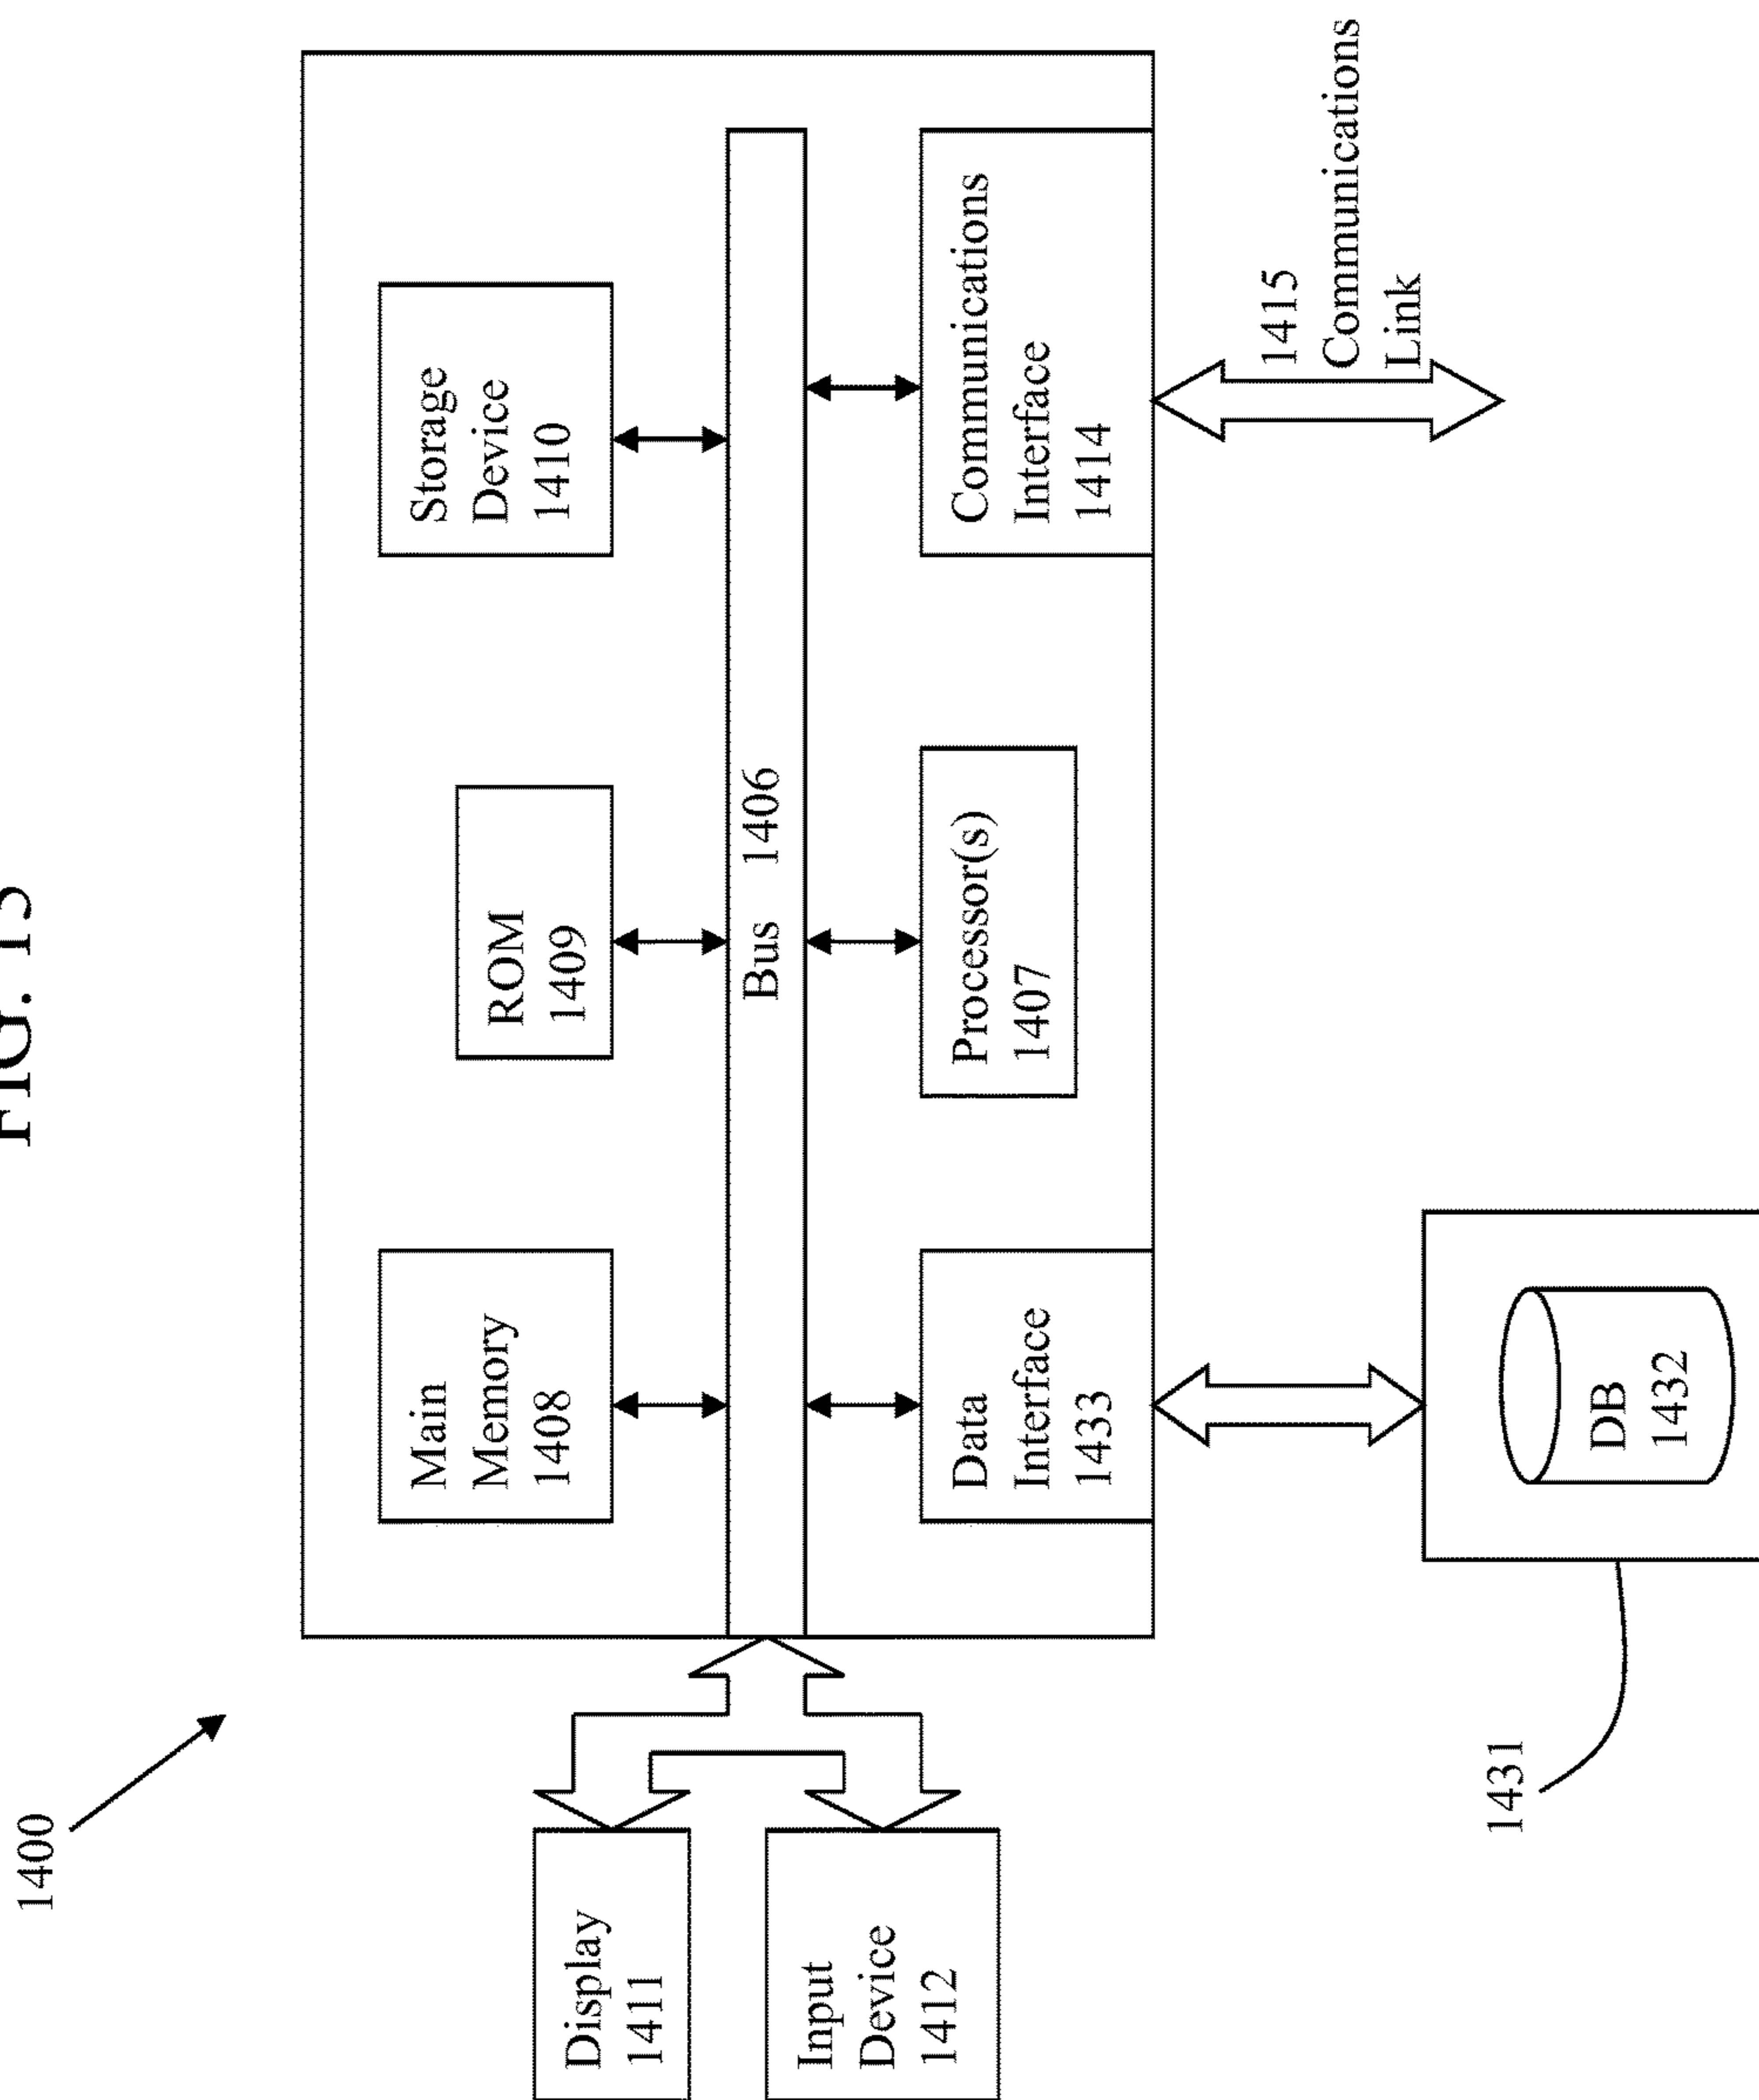 FIG.
1400
Main
Memory
1408
ROM
1409
Storage
Device
1410
Display
1411
Bus 1406
Input
Device
1412
Data
Interface
1433
Processor(s)
1407
Communications
Interface
1414
1415
Communications
Link
1431
DB
1432